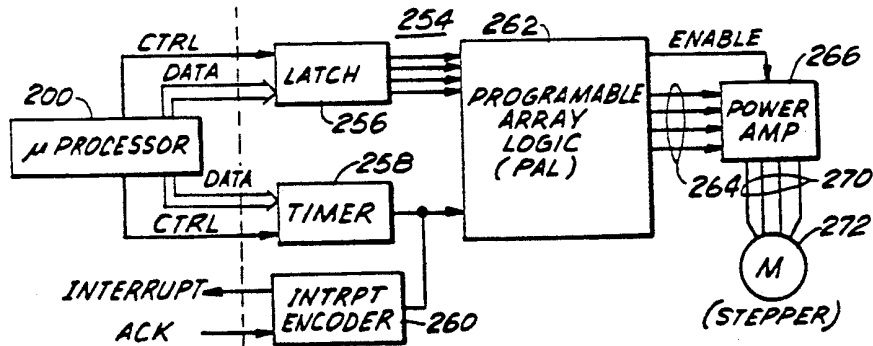 CTRL
DATA
200
μ PROCESSOR
DATA
CTRL
INTERRUPT
ACK
LATCH
256
254
258
TIMER
INTRPT
ENCODER
260
262
PROGRAMABLE
ARRAY
LOGIC
(PAL)
ENABLE
266
POWER
AMP
264
270
272
M
(STEPPER)